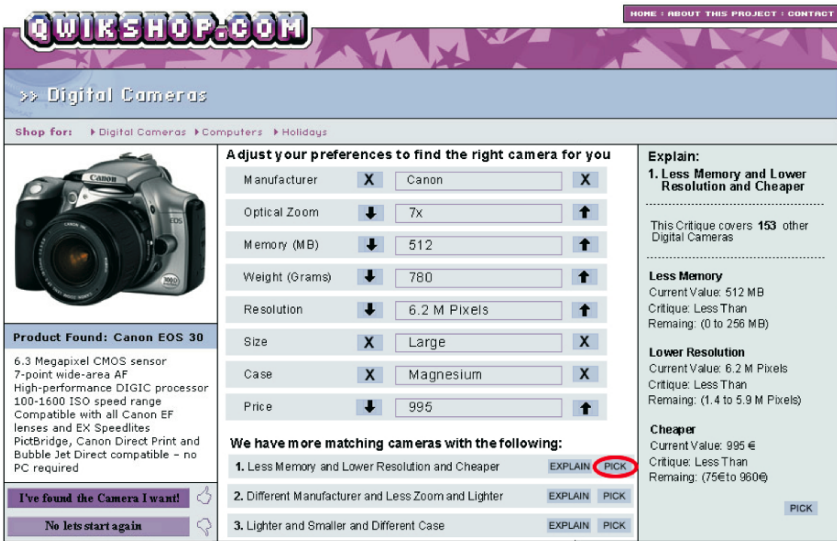 HOME | ABOUT THIS PROJECT | CONTACT
QWIKSHOP.COM
>> Digital Cameras
Shop for: Digital Cameras Computers Holidays
Canon
EOS
Product Found: Canon EOS 30
6.3 Megapixel CMOS sensor
7-point wide-area AF
High-performance DIGIC processor
100-1600 ISO speed range
Compatible with all Canon EF
lenses and EX Speedlites
PictBridge, Canon Direct Print and
Bubble Jet Direct compatible – no
PC required
I've found the Camera I want!
No lets start again
Adjust your preferences to find the right camera for you
Manufacturer X Canon X
Optical Zoom 7x
Memory (MB) 512
Weight (Grams) 780
Resolution 6.2 M Pixels
Size X Large X
Case X Magnesium X
Price 995
We have more matching cameras with the following:
1. Less Memory and Lower Resolution and Cheaper EXPLAIN PICK
2. Different Manufacturer and Less Zoom and Lighter EXPLAIN PICK
3. Lighter and Smaller and Different Case EXPLAIN PICK
Explain:
1. Less Memory and Lower
Resolution and Cheaper
This Critique covers 153 other
Digital Cameras
Less Memory
Current Value: 512 MB
Critique: Less Than
Remaing: (0 to 256 MB)
Lower Resolution
Current Value: 6.2 M Pixels
Critique: Less Than
Remaing: (1.4 to 5.9 M Pixels)
Cheaper
Current Value: 995 €
Critique: Less Than
Remaing: (75€to 960€)
PICK